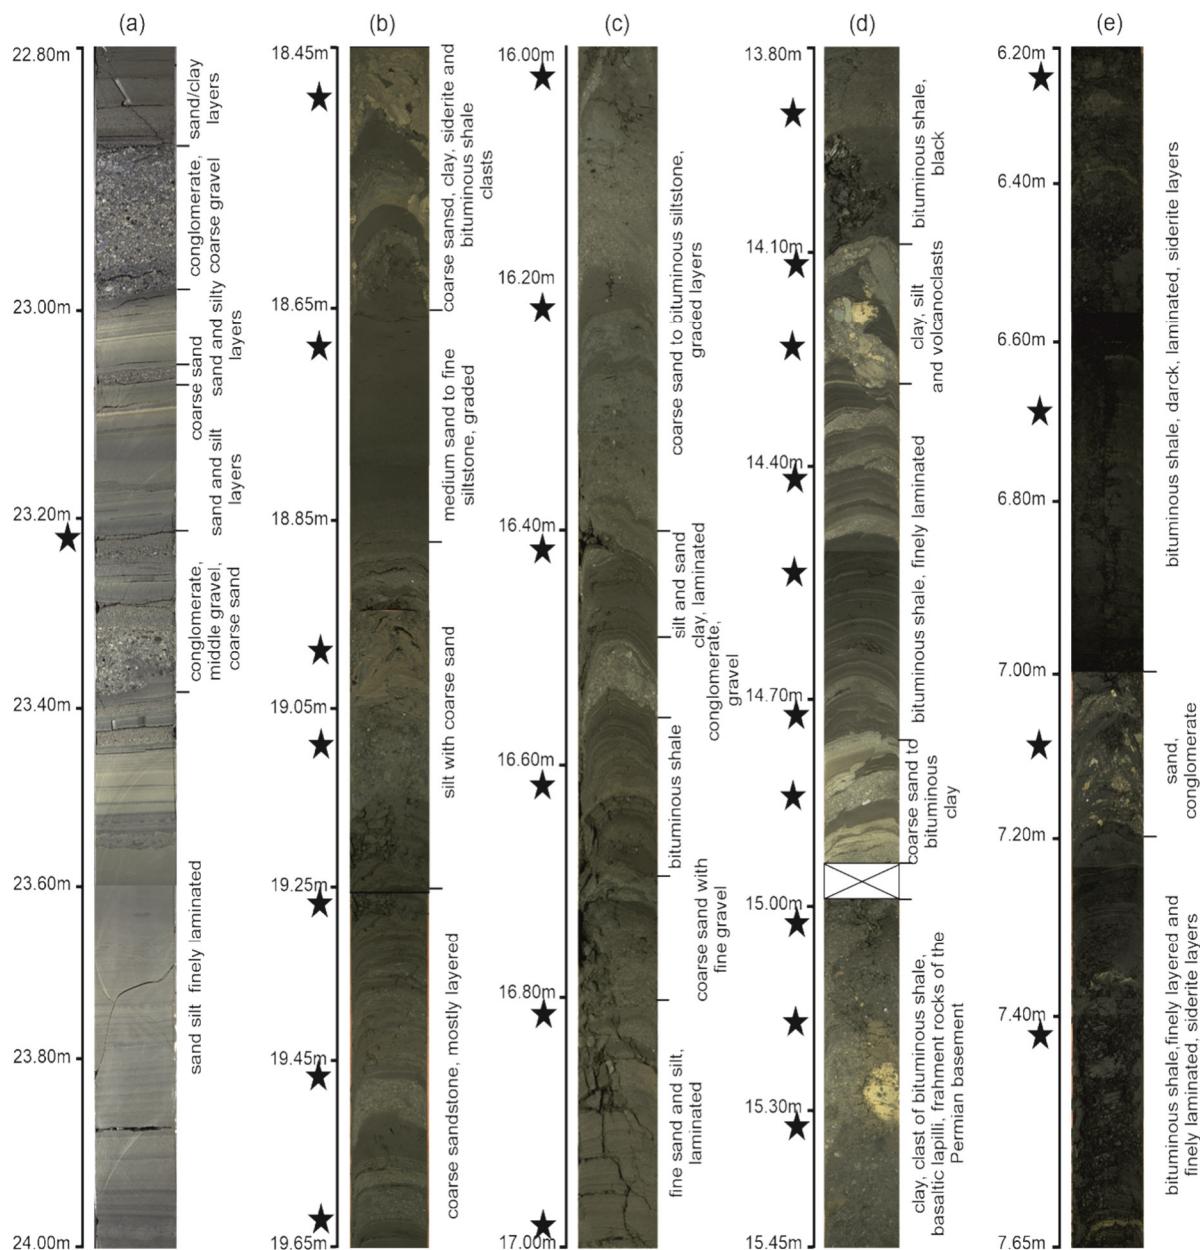 (a)
22.80m
23.00m
23.20m
23.40m
23.60m
23.80m
24.00m
sand/clay
layers
conglomerate,
coarse gravel
sand and silty
layers
coarse sand
sand and silt
layers
conglomerate,
middle gravel,
coarse sand
sand silt finely laminated
(b)
18.45m
18.65m
18.85m
19.05m
19.25m
19.45m
19.65m
coarse sansd, clay, siderite and
bituminous shale
clasts
medium sand to fine
siltstone, graded
silt with coarse sand
coarse sandstone, mostly layered
(c)
16.00m
16.20m
16.40m
16.60m
16.80m
17.00m
coarse sand to bituminous siltstone,
graded layers
silt and sand
clay, laminated
conglomerate,
gravel
bituminous shale
coarse sand with
fine gravel
fine sand and silt,
laminated
(d)
13.80m
14.10m
14.40m
14.70m
15.00m
15.30m
15.45m
bituminous shale,
black
clay, silt
and volcanoclasts
bituminous shale, finely laminated
coarse sand to
bituminous
clay
clay, clast of bituminous shale,
basaltic lapilli, frahment rocks of the
Permian basement
(e)
6.20m
6.40m
6.60m
6.80m
7.00m
7.20m
7.40m
7.65m
bituminous shale, darck, laminated, siderite layers
sand,
conglomerate
bituminous shale,finely layered and
finely laminated, siderite layers